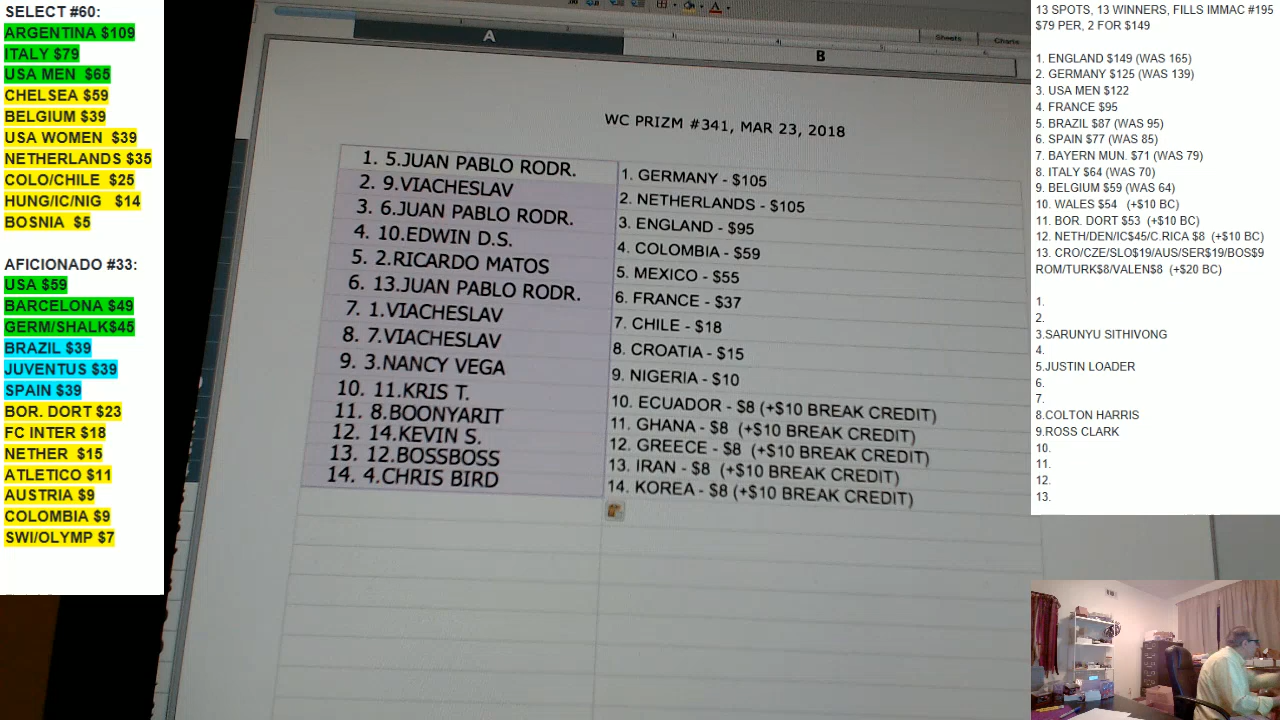 SELECT #60:
ARGENTINA $109
ITALY $79
USA MEN $65
CHELSEA $59
BELGIUM $39
USA WOMEN $39
NETHERLANDS $35
COLO/CHILE $25
HUNG/IC/NIG $14
BOSNIA $5
AFICIONADO #33:
USA $59
BARCELONA $49
GERM/SHALK$45
BRAZIL $39
JUVENTUS $39
SPAIN $39
BOR. DORT $23
FC INTER $18
NETHER $15
ATLETICO $11
AUSTRIA $9
COLOMBIA $9
SWI/OLYMP $7
Sheets
Charts
A
B
WC PRIZM #341, MAR 23, 2018
1. 5.JUAN PABLO RODR. 1. GERMANY - $105
2. 9.VIACHESLAV 2. NETHERLANDS - $105
3. 6.JUAN PABLO RODR. 3. ENGLAND - $95
4. 10.EDWIN D.S. 4. COLOMBIA - $59
5. 2.RICARDO MATOS 5. MEXICO - $55
6. 13.JUAN PABLO RODR. 6. FRANCE - $37
7. 1.VIACHESLAV 7. CHILE - $18
8. 7.VIACHESLAV 8. CROATIA - $15
9. 3.NANCY VEGA 9. NIGERIA - $10
10. 11.KRIS T. 10. ECUADOR - $8 (+$10 BREAK CREDIT)
11. 8.BOONYARIT 11. GHANA - $8 (+$10 BREAK CREDIT)
12. 14.KEVIN S. 12. GREECE - $8 (+$10 BREAK CREDIT)
13. 12.BOSSBOSS 13. IRAN - $8 (+$10 BREAK CREDIT)
14. 4.CHRIS BIRD 14. KOREA - $8 (+$10 BREAK CREDIT)
13 SPOTS, 13 WINNERS, FILLS IMMAC #195
$79 PER, 2 FOR $149
1. ENGLAND $149 (WAS 165)
2. GERMANY $125 (WAS 139)
3. USA MEN $122
4. FRANCE $95
5. BRAZIL $87 (WAS 95)
6. SPAIN $77 (WAS 85)
7. BAYERN MUN. $71 (WAS 79)
8. ITALY $64 (WAS 70)
9. BELGIUM $59 (WAS 64)
10. WALES $54 (+$10 BC)
11. BOR. DORT $53 (+$10 BC)
12. NETH/DEN/IC$45/C.RICA $8 (+$10 BC)
13. CRO/CZE/SLO$19/AUS/SER$19/BOS$9
ROM/TURK$8/VALEN$8 (+$20 BC)
1.
2.
3.SARUNYU SITHIVONG
4.
5.JUSTIN LOADER
6.
7.
8.COLTON HARRIS
9.ROSS CLARK
10.
11.
12.
13.